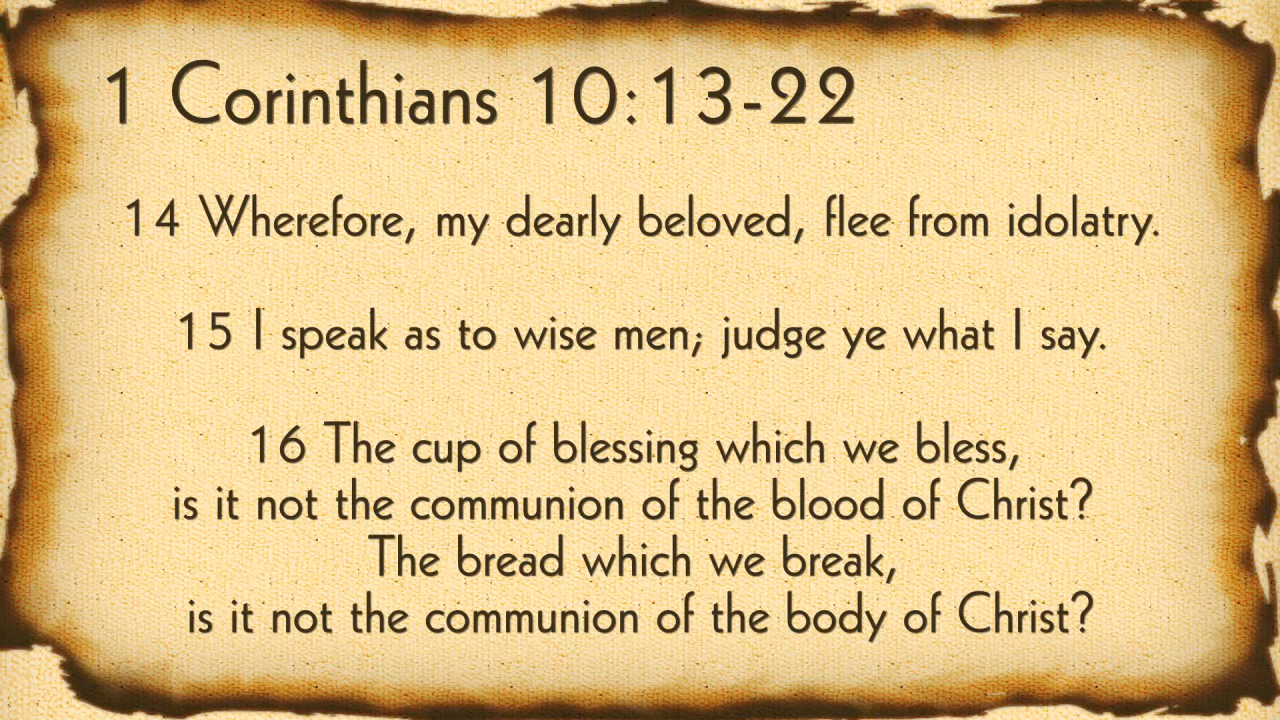 1 Corinthians 10:13-22
14 Wherefore, my dearly beloved, flee from idolatry.
15 I speak as to wise men; judge ye what I say.
16 The cup of blessing which we bless,
is it not the communion of the blood of Christ?
The bread which we break,
is it not the communion of the body of Christ?